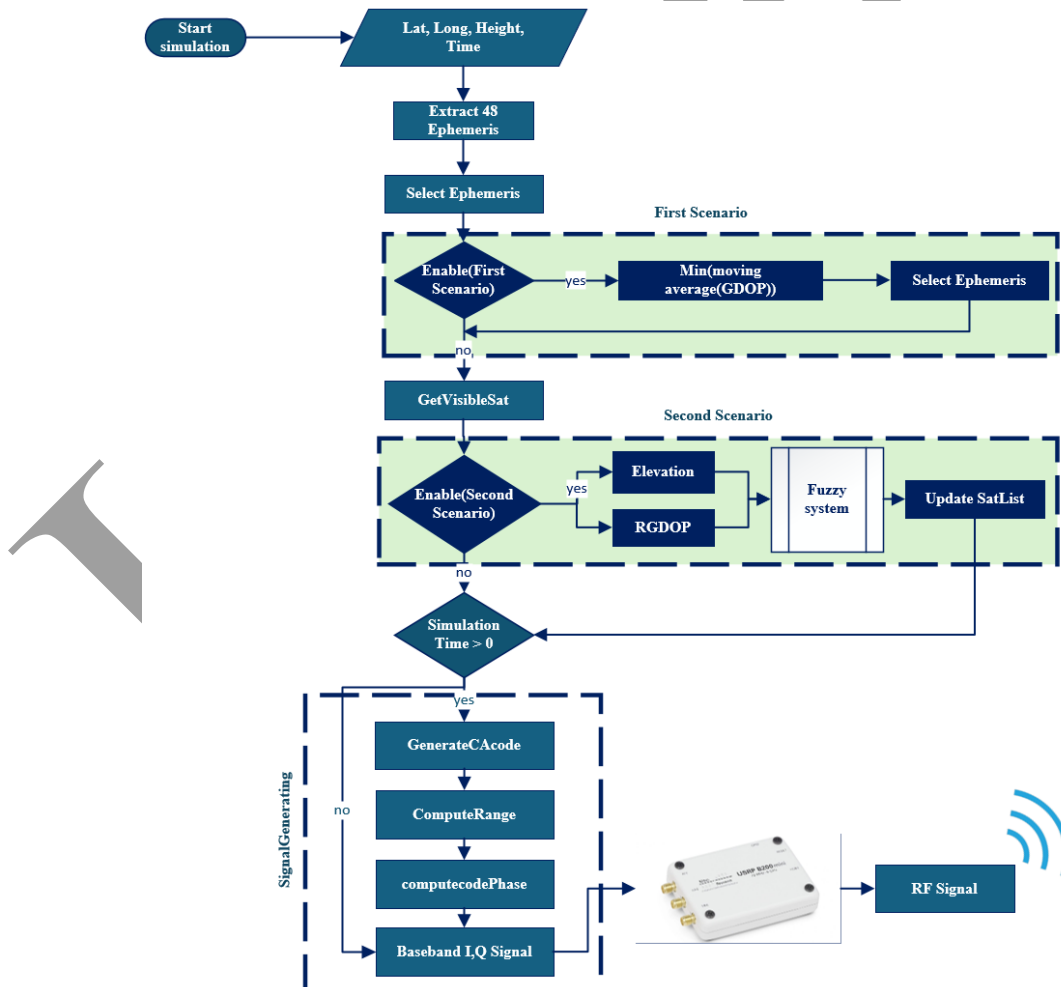 Start
simulation
Lat, Long, Height,
Time
Extract 48
Ephemeris
Select Ephemeris
First Scenario
Enable(First
Scenario)
yes
Min(moving
average(GDOP))
Select Ephemeris
no,
GetVisibleSat
Second Scenario
Enable(Second
Scenario)
yes
Elevation
RGDOP
Fuzzy
system
Update SatList
no
Simulation
Time > 0
yes
no
SignalGenerating
GenerateCAcode
ComputeRange
computecodePhase
Baseband I,Q Signal
USRP B200
RF Signal